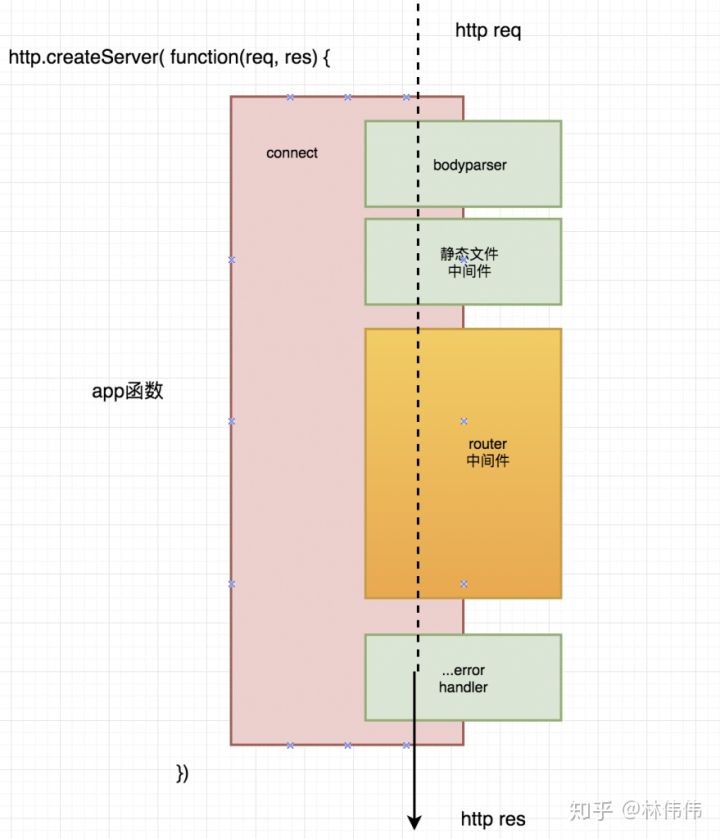 http req
http.createServer( function(req, res) {
connect
bodyparser
静态文件
中间件
app函数
router
中间件
...error
handler
})
http res
知乎 @林伟伟